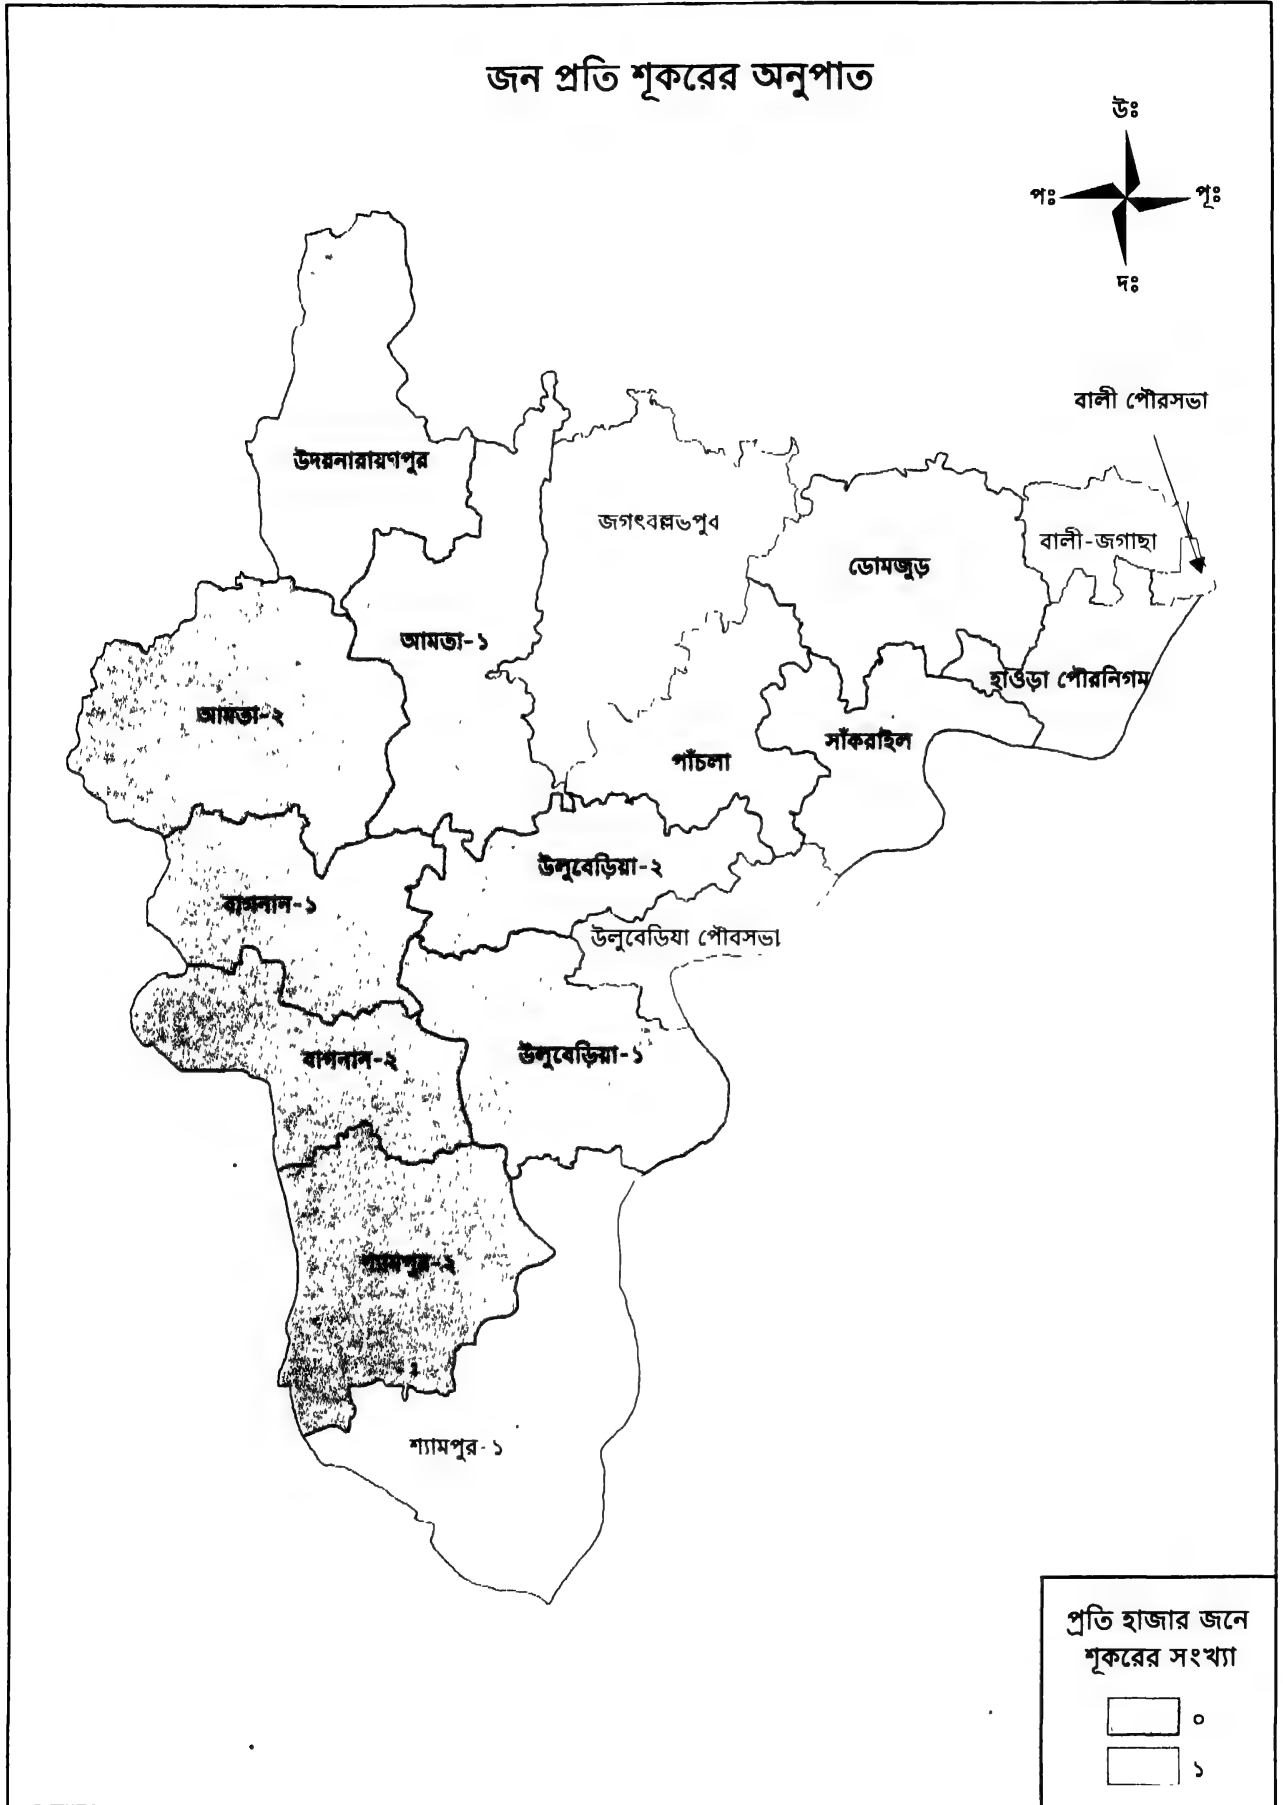 জন প্রতি শূকরের অনুপাত
উঃ
পঃ
পূঃ
দঃ
বালী পৌরসভা
উদয়নারায়ণপুর
জগৎবল্লভপুব
বালী-জগাছা
ডোমজুড়
আমতা-১
হাওড়া পৌরনিগম
আমতা-২
সাঁকরাইল
পাঁচলা
উলুবেড়িয়া-২
বাগনান-১
উলুবেডিযা পৌবসভা
বাগনান-২
উলুবেড়িয়া-১
শ্যামপুর-২
শ্যামপুর-১
প্রতি হাজার জনে
শূকরের সংখ্যা
০
১